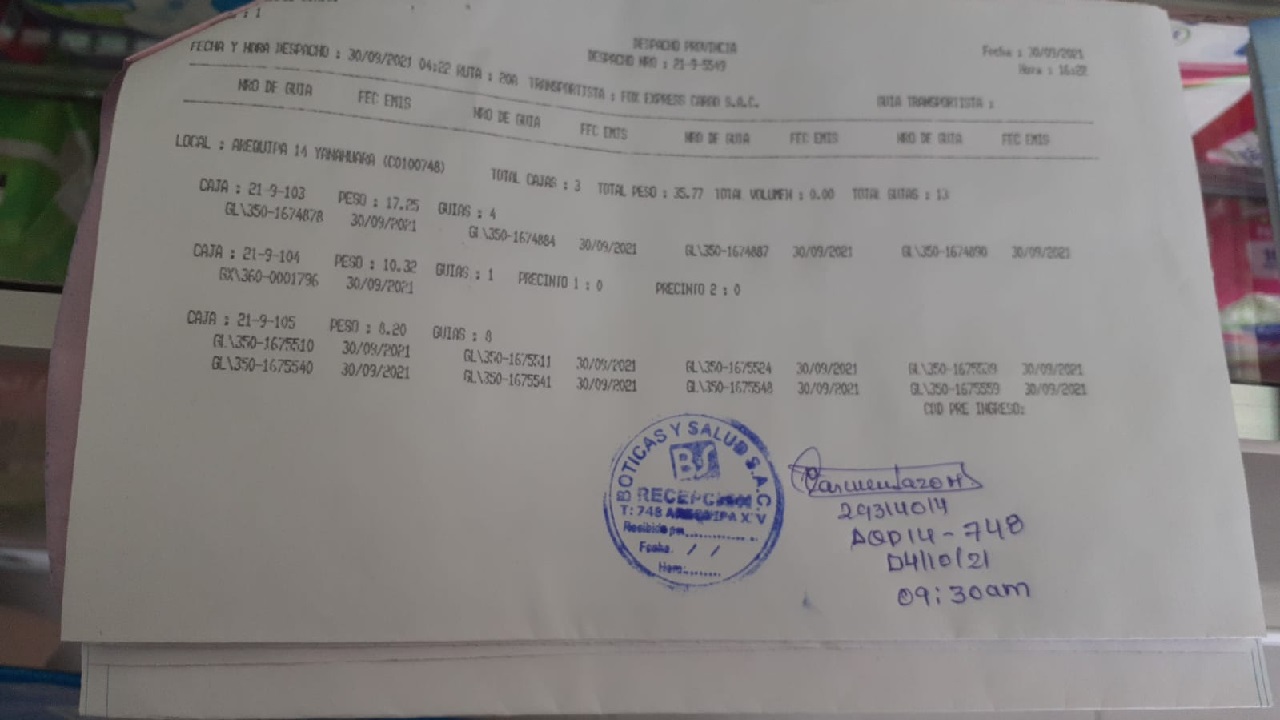 : 1
DESPACHO PROVINCIA
Fecha : 30/09/2021
DESPACHO NRO : 21-9-5549
Hora : 16:22
FECHA Y HORA DESPACHO : 30/09/2021 04:22 RUTA : 20A TRANSPORTISTA : FOX EXPRESS CARGO S.A.C. GUIA TRANSPORTISTA :
NRO DE GUIA FEC EMIS NRO DE GUIA FEC EMIS NRO DE GUIA FEC EMIS NRO DE GUIA FEC EMIS
LOCAL : AREQUIPA 14 YANAHUARA (C0100748) TOTAL CAJAS : 3 TOTAL PESO : 35.77 TOTAL VOLUMEN : 0.00 TOTAL GUIAS : 13
CAJA : 21-9-103 PESO : 17.25 GUIAS : 4
GL\350-1674878 30/09/2021 GL\350-1674884 30/09/2021 GL\350-1674887 30/09/2021 GL\350-1674890 30/09/2021
CAJA : 21-9-104 PESO : 10.32 GUIAS : 1 PRECINTO 1 : 0 PRECINTO 2 : 0
GX\360-0001796 30/09/2021
CAJA : 21-9-105 PESO : 8.20 GUIAS : 8
GL\350-1675510 30/09/2021 GL\350-1675511 30/09/2021 GL\350-1675524 30/09/2021 GL\350-1675539 30/09/2021
GL\350-1675540 30/09/2021 GL\350-1675541 30/09/2021 GL\350-1675548 30/09/2021 GL\350-1675559 30/09/2021
COD PRE INGRESO:
BOTICAS Y SALUD S.A.C.
BS
RECEPCION
T: 748 AREQUIPA XIV
Recibido por
Fecha: / /
Hora:
29314014
AQP14-748
04/10/21
09:30am